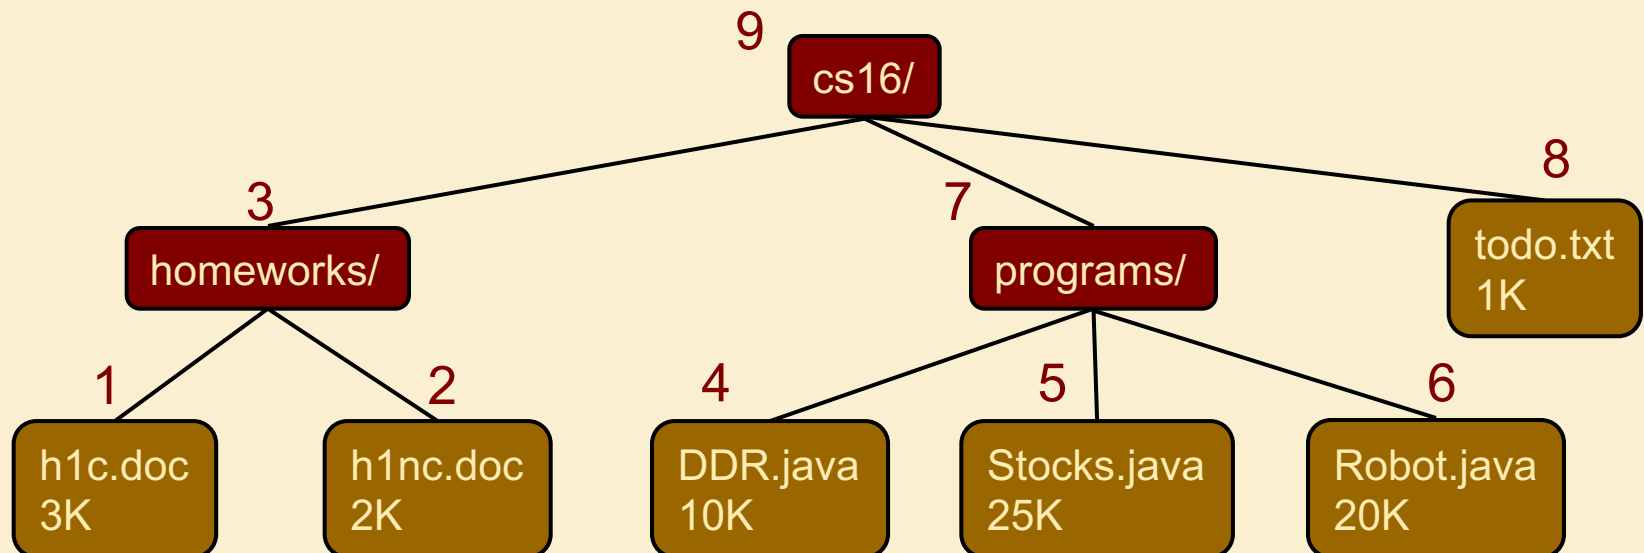 9
cs16/
8
3
7
homeworks/
programs/
todo.txt
1K
1
2
4
5
6
h1c.doc
3K
h1nc.doc
2K
DDR.java
10K
Stocks.java
25K
Robot.java
20K